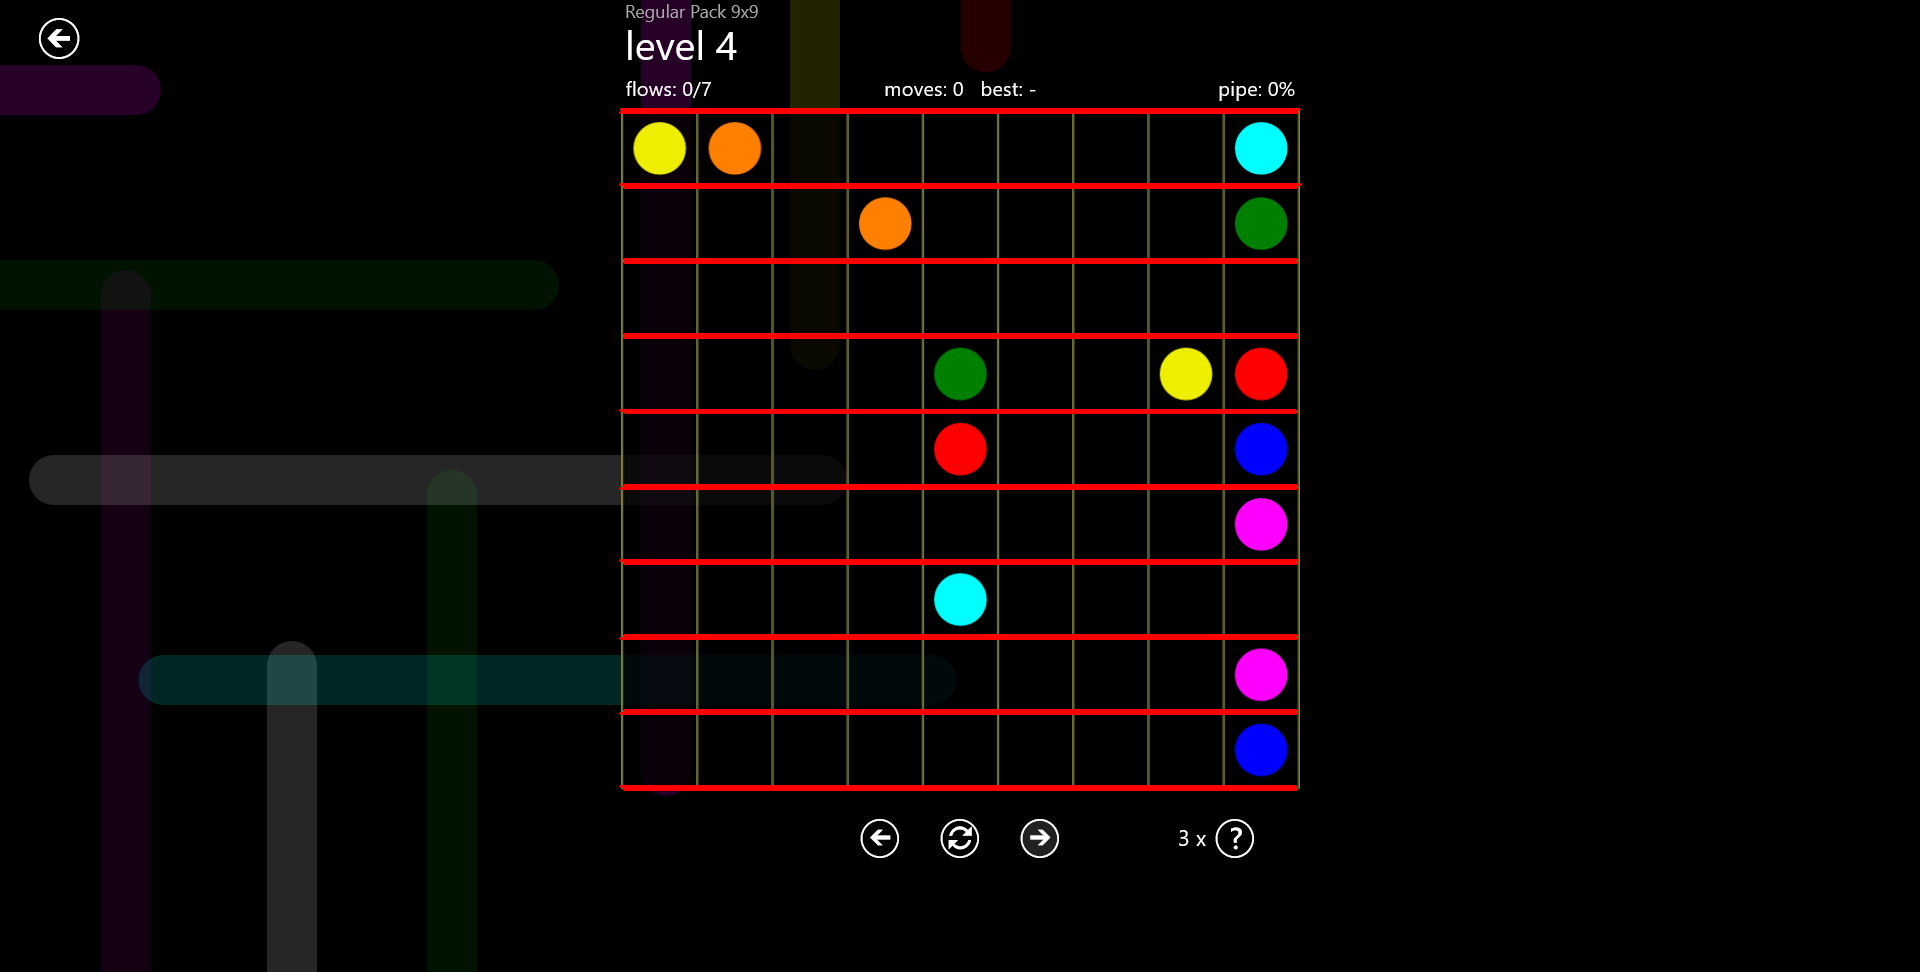 Regular Pack 9x9
level 4
flows: 0/7 moves: 0 best: - pipe: 0%
3 x ?